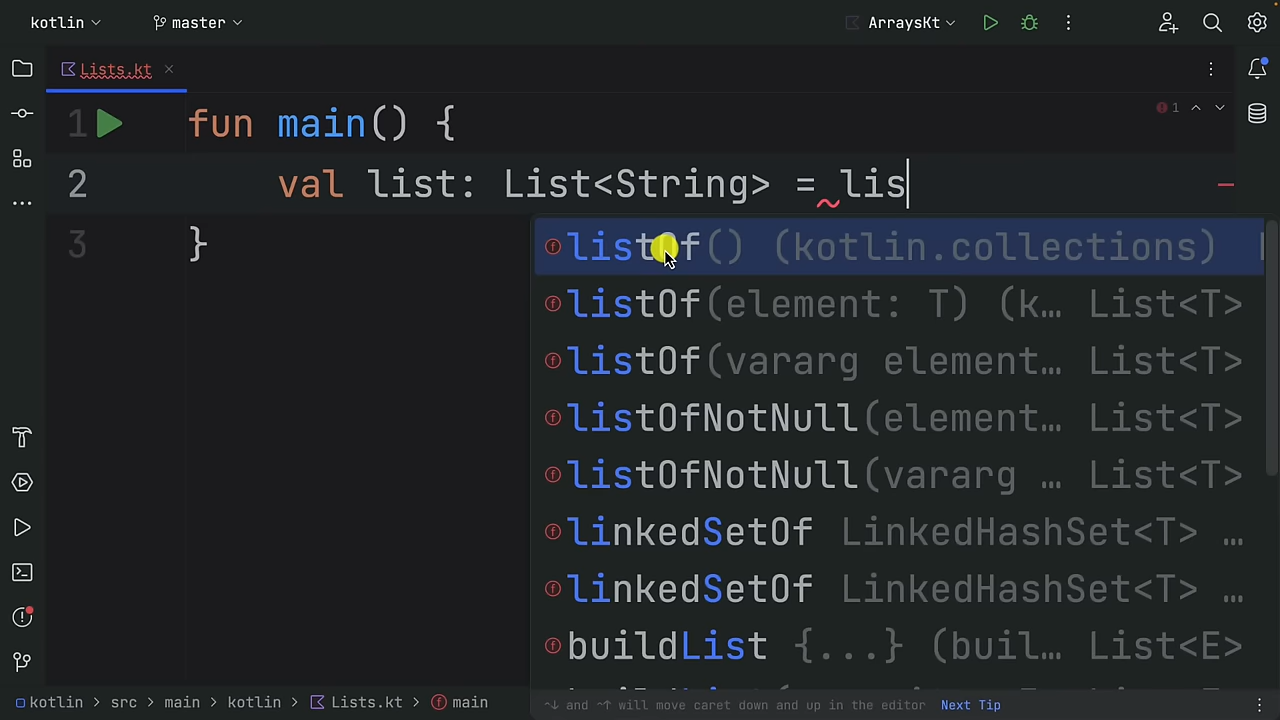 kotlin master ArraysKt
Lists.kt
1 fun main() { 1
2 val list: List<String> = lis
3 }
listOf() (kotlin.collections)
listOf(element: T) (k... List<T>
listOf(vararg element... List<T>
listOfNotNull(element... List<T>
listOfNotNull(vararg ... List<T>
linkedSetOf LinkedHashSet<T> ...
linkedSetOf LinkedHashSet<T> ...
buildList {...} (buil... List<E>
and will move caret down and up in the editor Next Tip
kotlin > src > main > kotlin > Lists.kt > main